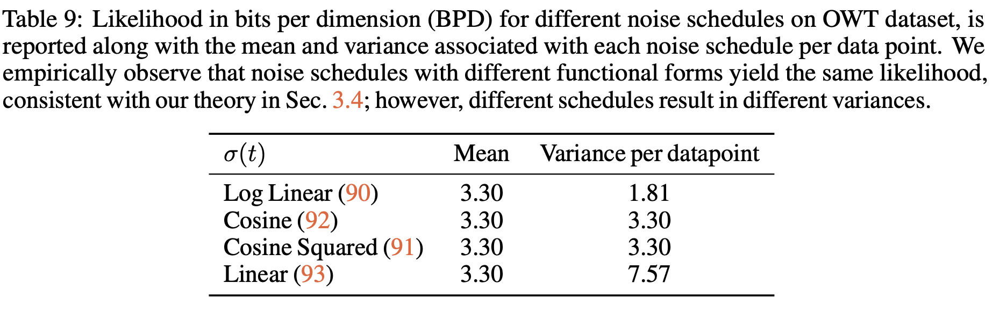 Table 9: Likelihood in bits per dimension (BPD) for different noise schedules on OWT dataset, is
reported along with the mean and variance associated with each noise schedule per data point. We
empirically observe that noise schedules with different functional forms yield the same likelihood,
consistent with our theory in Sec. 3.4; however, different schedules result in different variances.
σ(t) Mean Variance per datapoint
Log Linear (90) 3.30 1.81
Cosine (92) 3.30 3.30
Cosine Squared (91) 3.30 3.30
Linear (93) 3.30 7.57